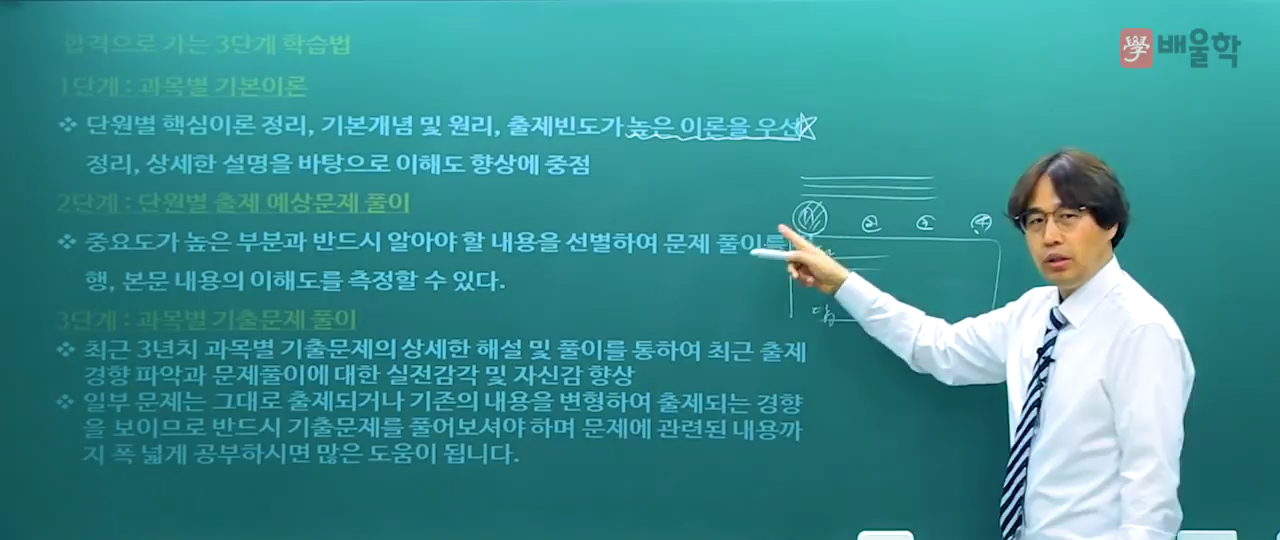 합격으로 가는 3단계 학습법
學 배울학
1단계 : 과목별 기본이론
❖ 단원별 핵심이론 정리, 기본개념 및 원리, 출제빈도가 높은 이론을 우선
정리, 상세한 설명을 바탕으로 이해도 향상에 중점
2단계 : 단원별 출제 예상문제 풀이
① ② ③ ④
❖ 중요도가 높은 부분과 반드시 알아야 할 내용을 선별하여 문제 풀이를
행, 본문 내용의 이해도를 측정할 수 있다.
답
3단계 : 과목별 기출문제 풀이
❖ 최근 3년치 과목별 기출문제의 상세한 해설 및 풀이를 통하여 최근 출제
경향 파악과 문제풀이에 대한 실전감각 및 자신감 향상
❖ 일부 문제는 그대로 출제되거나 기존의 내용을 변형하여 출제되는 경향
을 보이므로 반드시 기출문제를 풀어보셔야 하며 문제에 관련된 내용까
지 폭 넓게 공부하시면 많은 도움이 됩니다.